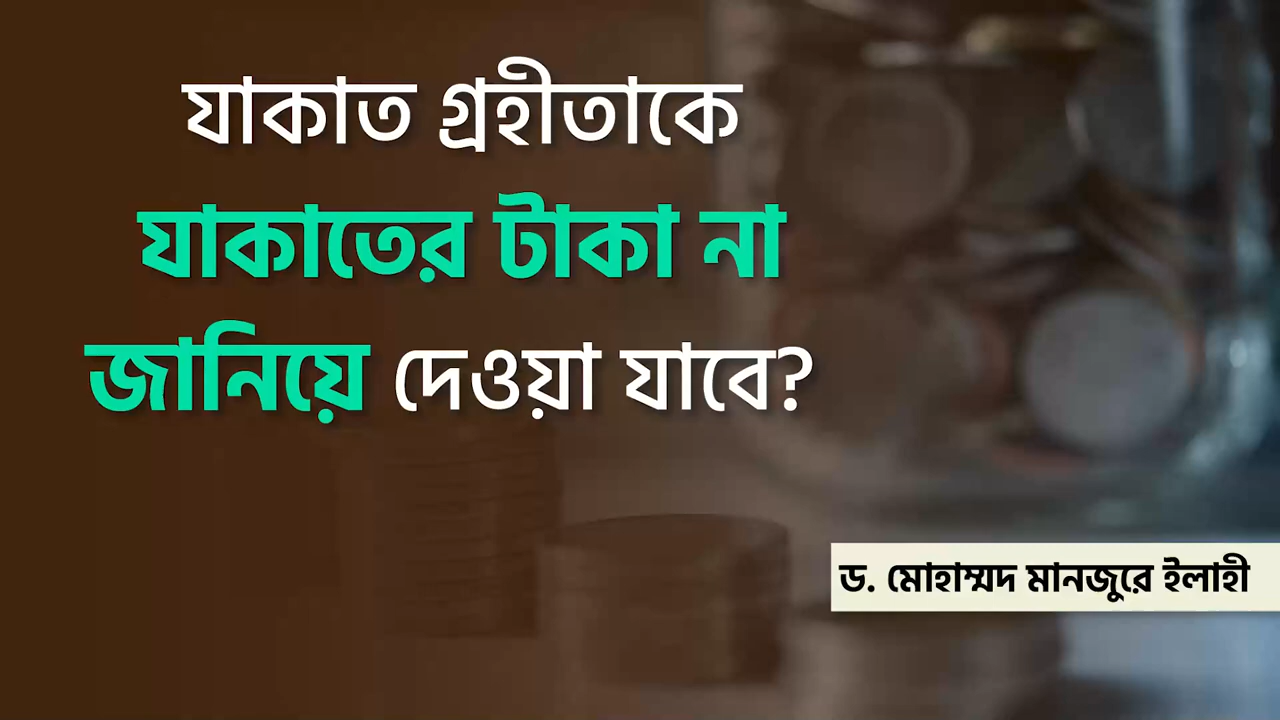 যাকাত গ্রহীতাকে
যাকাতের টাকা না
জানিয়ে দেওয়া যাবে?
ড. মোহাম্মদ মানজুরে ইলাহী